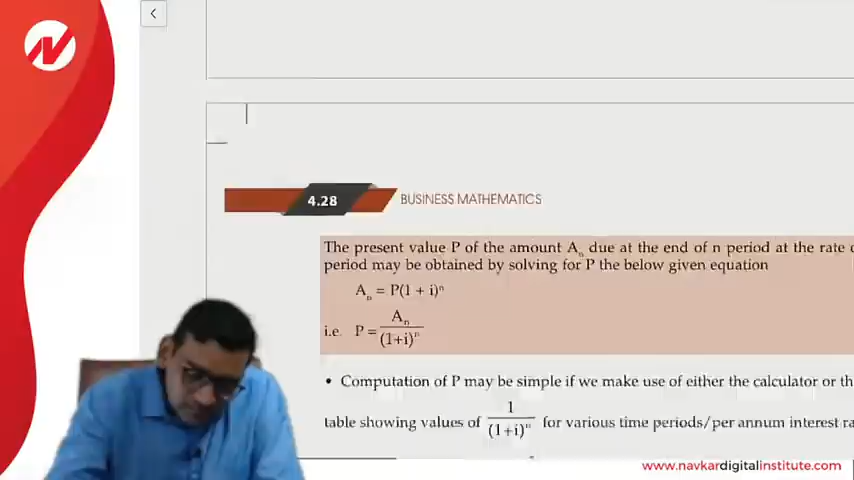 4.28 BUSINESS MATHEMATICS
The present value P of the amount Aₙ due at the end of n period at the rate o
period may be obtained by solving for P the below given equation
Aₙ = P(1 + i)ⁿ
i.e. P = Aₙ / (1+i)ⁿ
• Computation of P may be simple if we make use of either the calculator or th
table showing values of 1 / (1+i)ⁿ for various time periods/per annum interest ra
www.navkardigitalinstitute.com